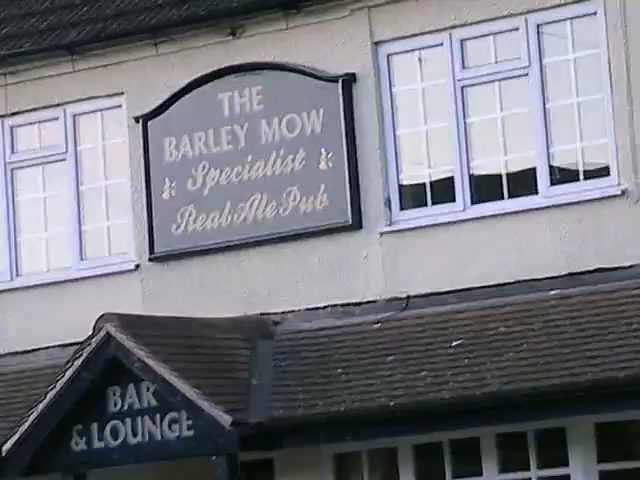 THE
BARLEY MOW
Specialist
Real Ale Pub
BAR
& LOUNGE